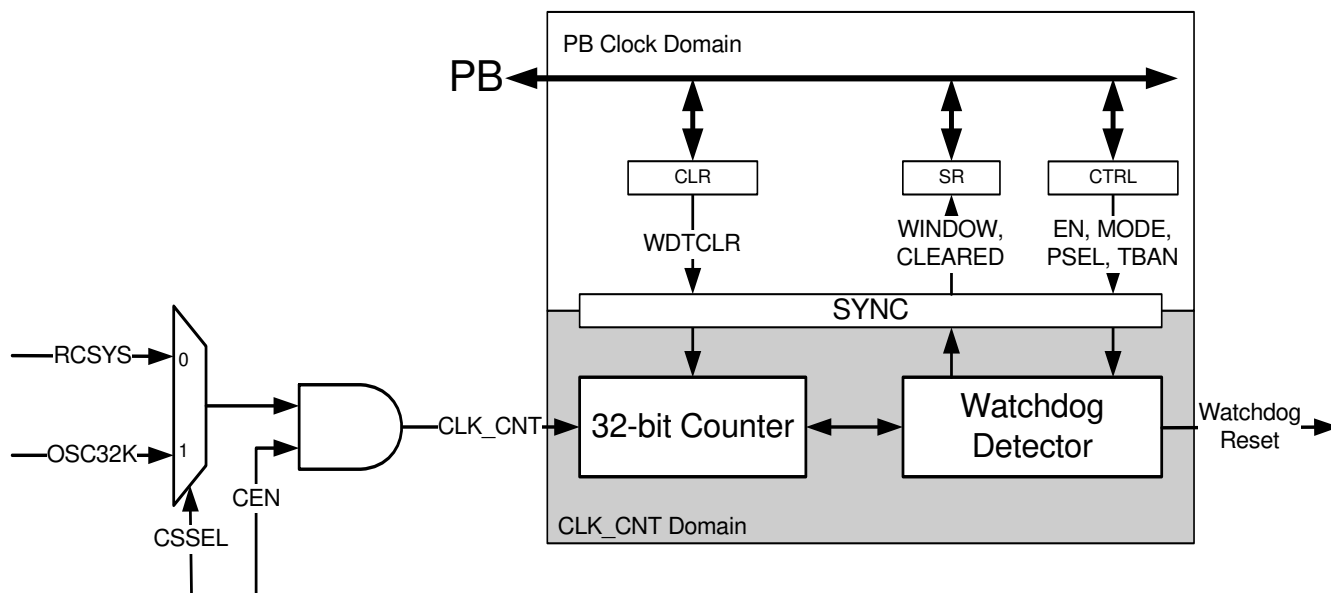 PB Clock Domain
PB
CLR
SR
CTRL
WDTCLR
WINDOW,
CLEARED
EN, MODE,
PSEL, TBAN
SYNC
RCSYS
0
OSC32K
1
CSSEL
CEN
CLK_CNT
32-bit Counter
Watchdog
Detector
Watchdog
Reset
CLK_CNT Domain